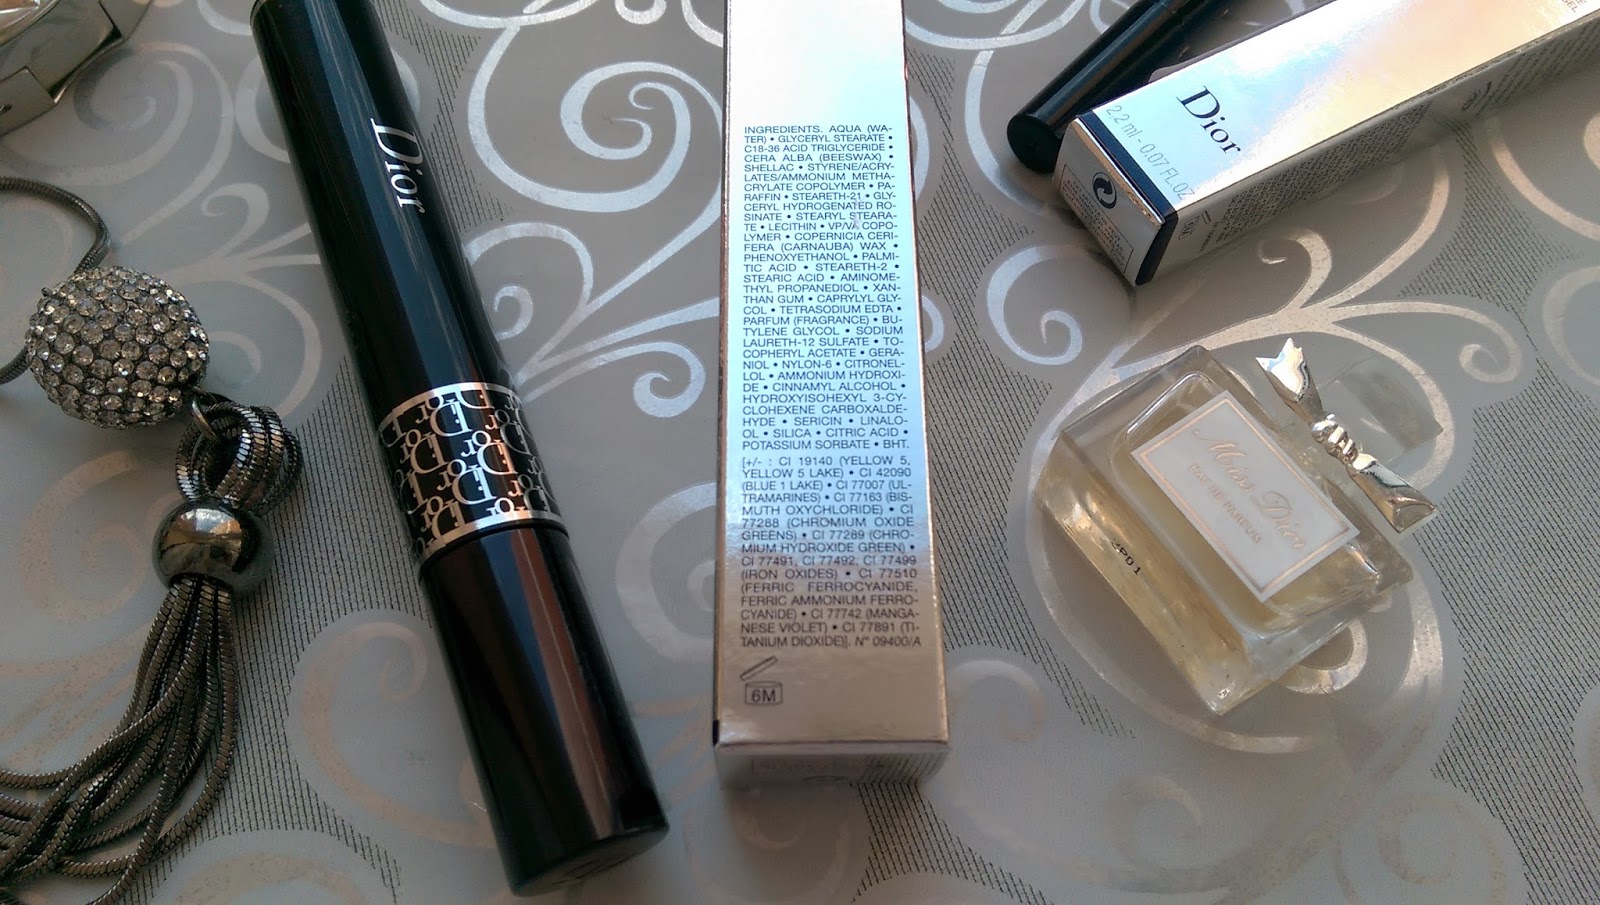 Dior
Dior
INGREDIENTS. AQUA (WA-
TER) • GLYCERYL STEARATE •
C18-36 ACID TRIGLYCERIDE •
CERA ALBA (BEESWAX) •
SHELLAC • STYRENE/ACRY-
LATES/AMMONIUM METHA-
CRYLATE COPOLYMER • PA-
RAFFIN • STEARETH-21 • GLY-
CERYL HYDROGENATED RO-
SINATE • STEARYL STEARA-
TE • LECITHIN • VP/VA COPO-
LYMER • COPERNICIA CERI-
FERA (CARNAUBA) WAX •
PHENOXYETHANOL • PALMI-
TIC ACID • STEARETH-2 •
STEARIC ACID • AMINOME-
THYL PROPANEDIOL • XAN-
THAN GUM • CAPRYLYL GLY-
COL • TETRASODIUM EDTA •
PARFUM (FRAGRANCE) • BU-
TYLENE GLYCOL • SODIUM
LAURETH-12 SULFATE • TO-
COPHERYL ACETATE • GERA-
NIOL • NYLON-6 • CITRONEL-
LOL • AMMONIUM HYDROXI-
DE • CINNAMYL ALCOHOL •
HYDROXYISOHEXYL 3-CY-
CLOHEXENE CARBOXALDE-
HYDE • SERICIN • LINALO-
OL • SILICA • CITRIC ACID •
POTASSIUM SORBATE • BHT.
[+/- : CI 19140 (YELLOW 5,
YELLOW 5 LAKE) • CI 42090
(BLUE 1 LAKE) • CI 77007 (UL-
TRAMARINES) • CI 77163 (BIS-
MUTH OXYCHLORIDE) • CI
77288 (CHROMIUM OXIDE
GREENS) • CI 77289 (CHRO-
MIUM HYDROXIDE GREEN) •
CI 77491, CI 77492, CI 77499
(IRON OXIDES) • CI 77510
(FERRIC FERROCYANIDE,
FERRIC AMMONIUM FERRO-
CYANIDE) • CI 77742 (MANGA-
NESE VIOLET) • CI 77891 (TI-
TANIUM DIOXIDE)]. N° 09400/A
6M
Dior
2,2 ml - 0.07 FL.OZ
Miss Dior
EAU DE PARFUM
3P01